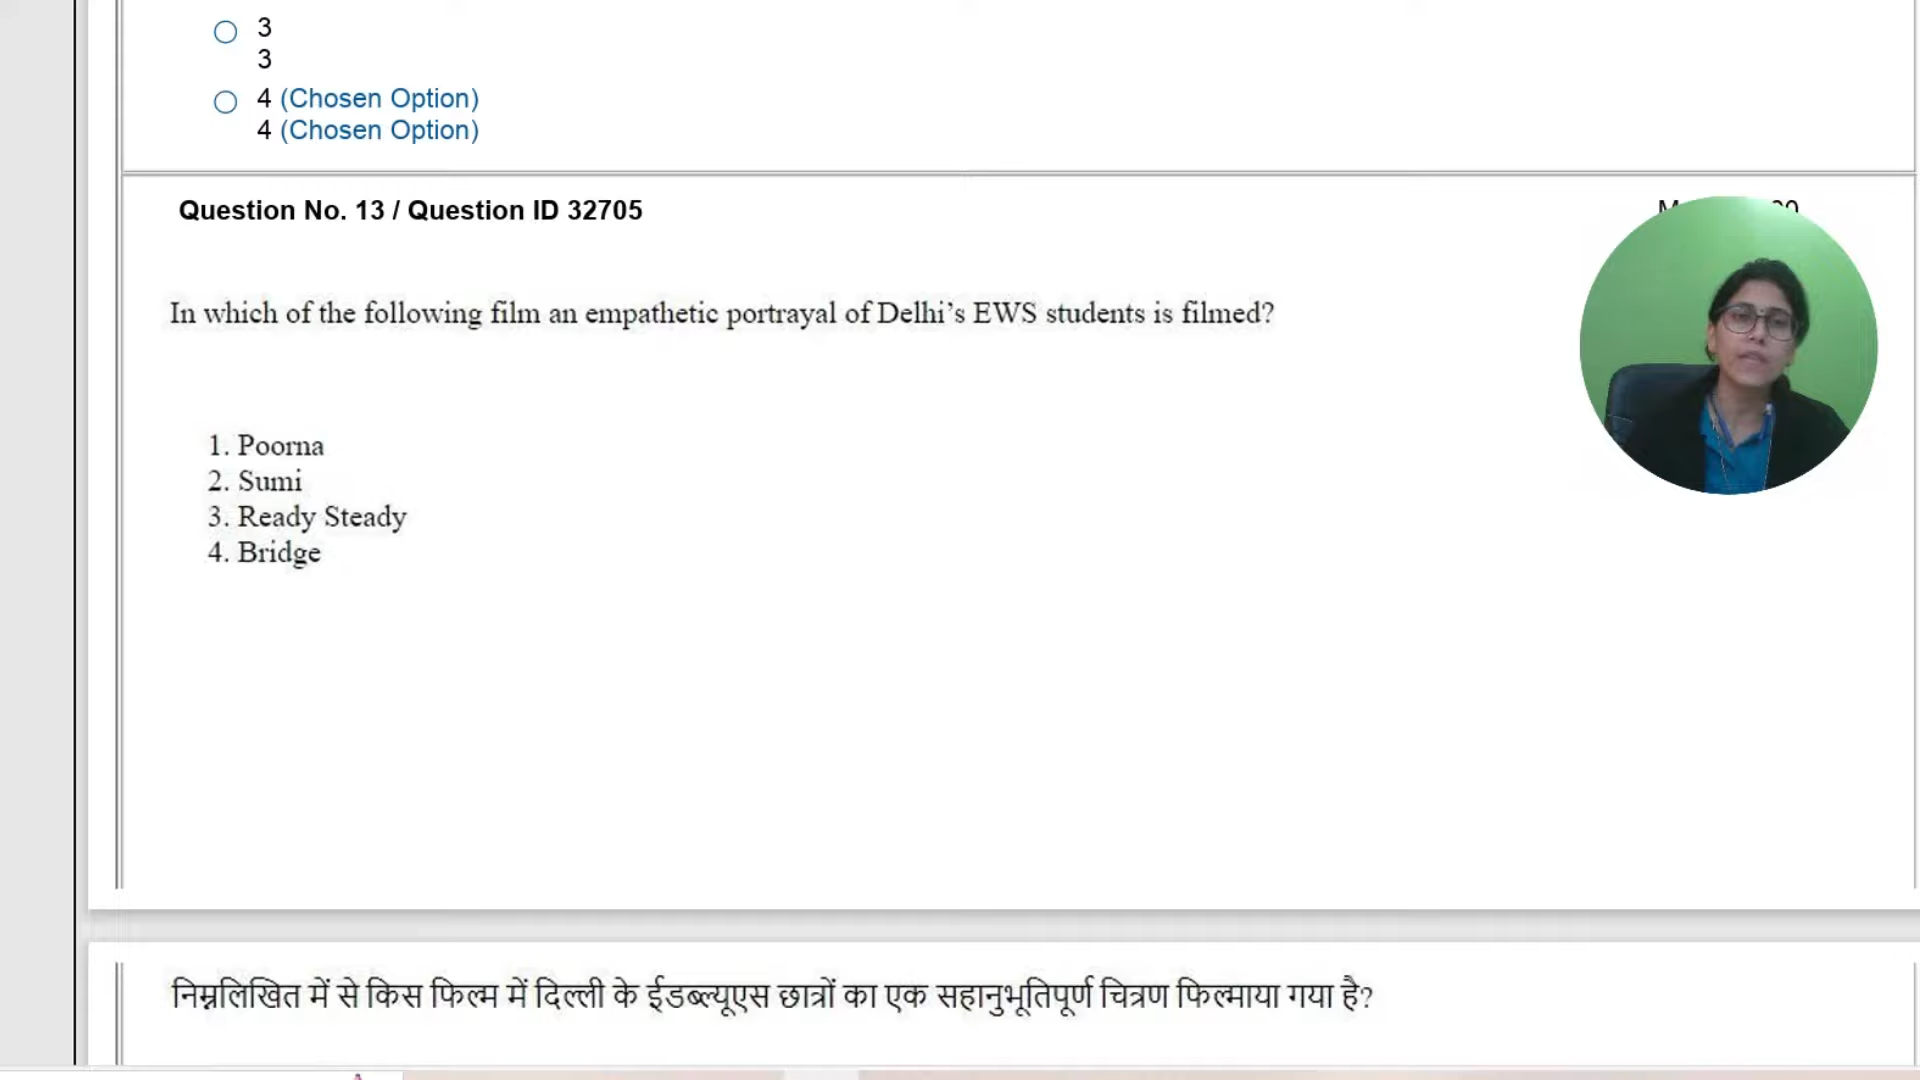 3
3
4 (Chosen Option)
4 (Chosen Option)
Question No. 13 / Question ID 32705
In which of the following film an empathetic portrayal of Delhi’s EWS students is filmed?
1. Poorna
2. Sumi
3. Ready Steady
4. Bridge
निम्नलिखित में से किस फिल्म में दिल्ली के ईडब्ल्यूएस छात्रों का एक सहानुभूतिपूर्ण चित्रण फिल्माया गया है?